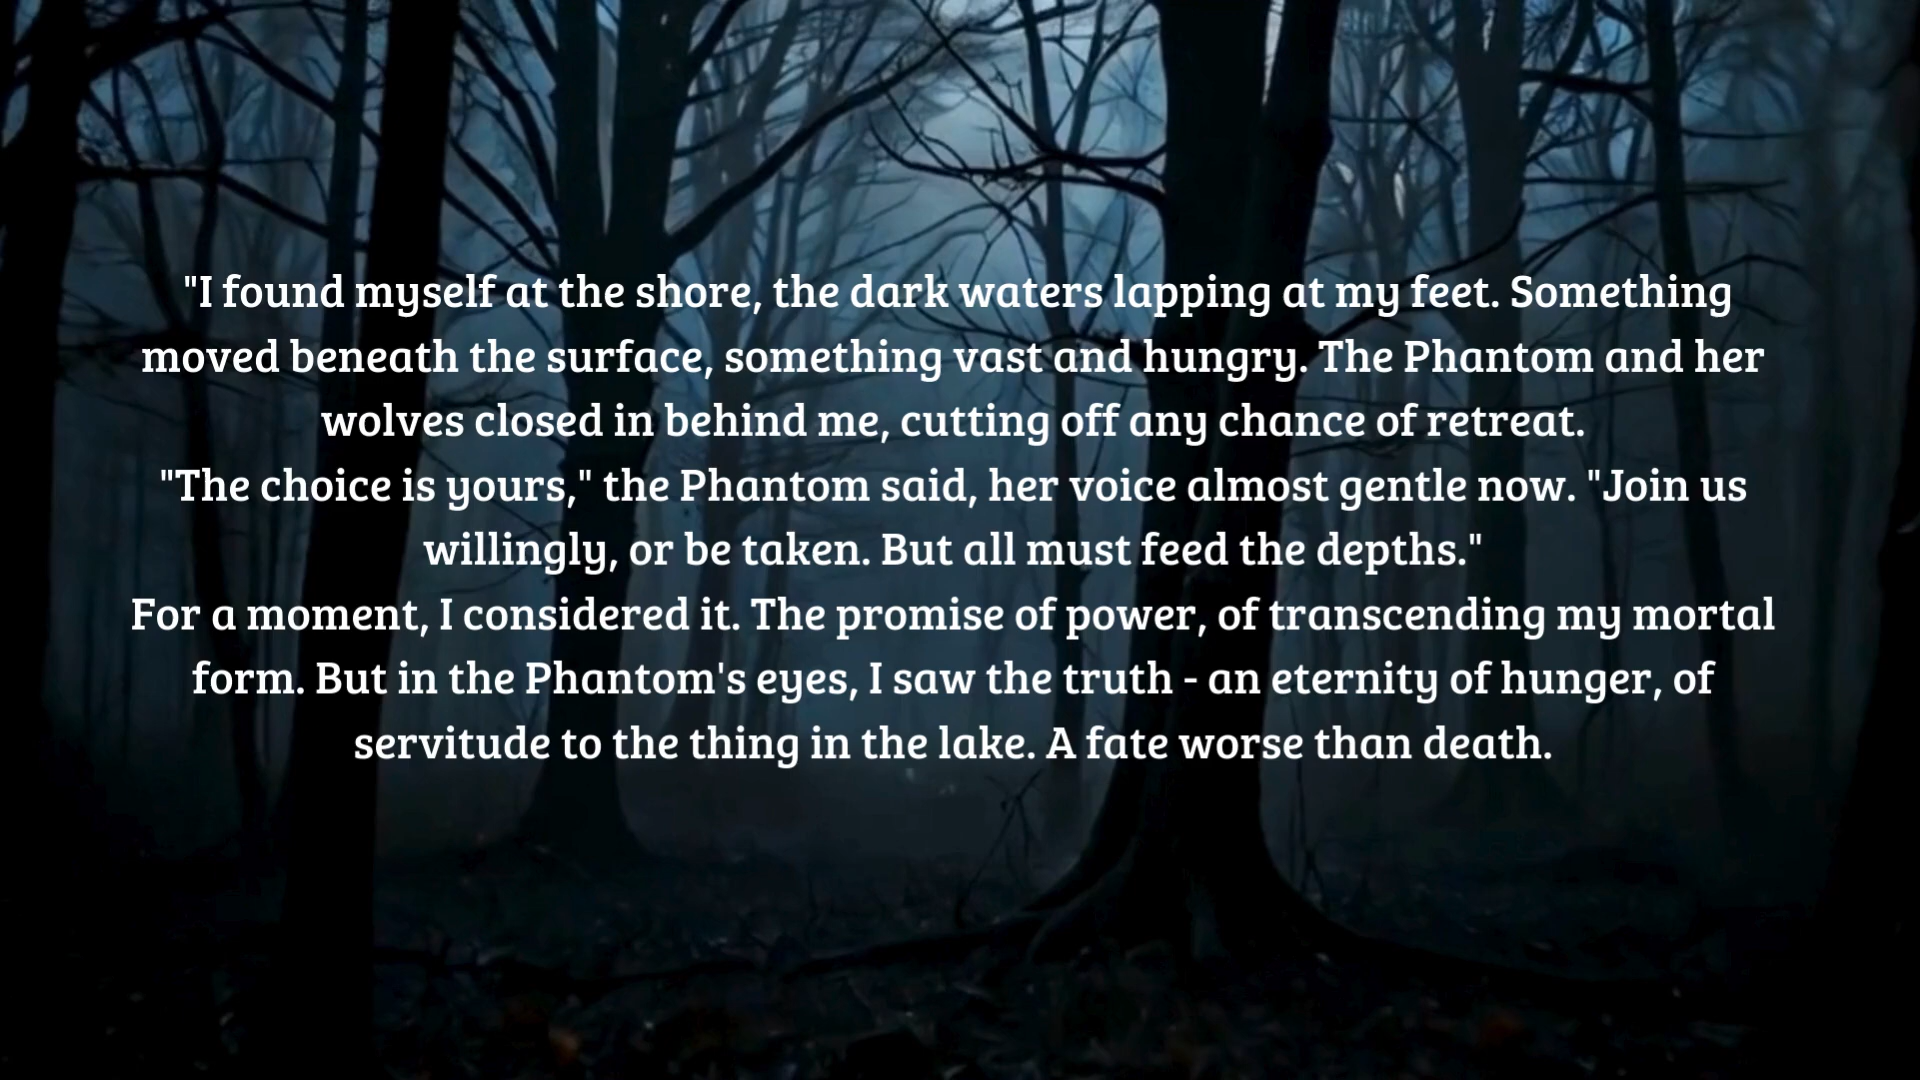 "I found myself at the shore, the dark waters lapping at my feet. Something
moved beneath the surface, something vast and hungry. The Phantom and her
wolves closed in behind me, cutting off any chance of retreat.
"The choice is yours," the Phantom said, her voice almost gentle now. "Join us
willingly, or be taken. But all must feed the depths."
For a moment, I considered it. The promise of power, of transcending my mortal
form. But in the Phantom's eyes, I saw the truth - an eternity of hunger, of
servitude to the thing in the lake. A fate worse than death.